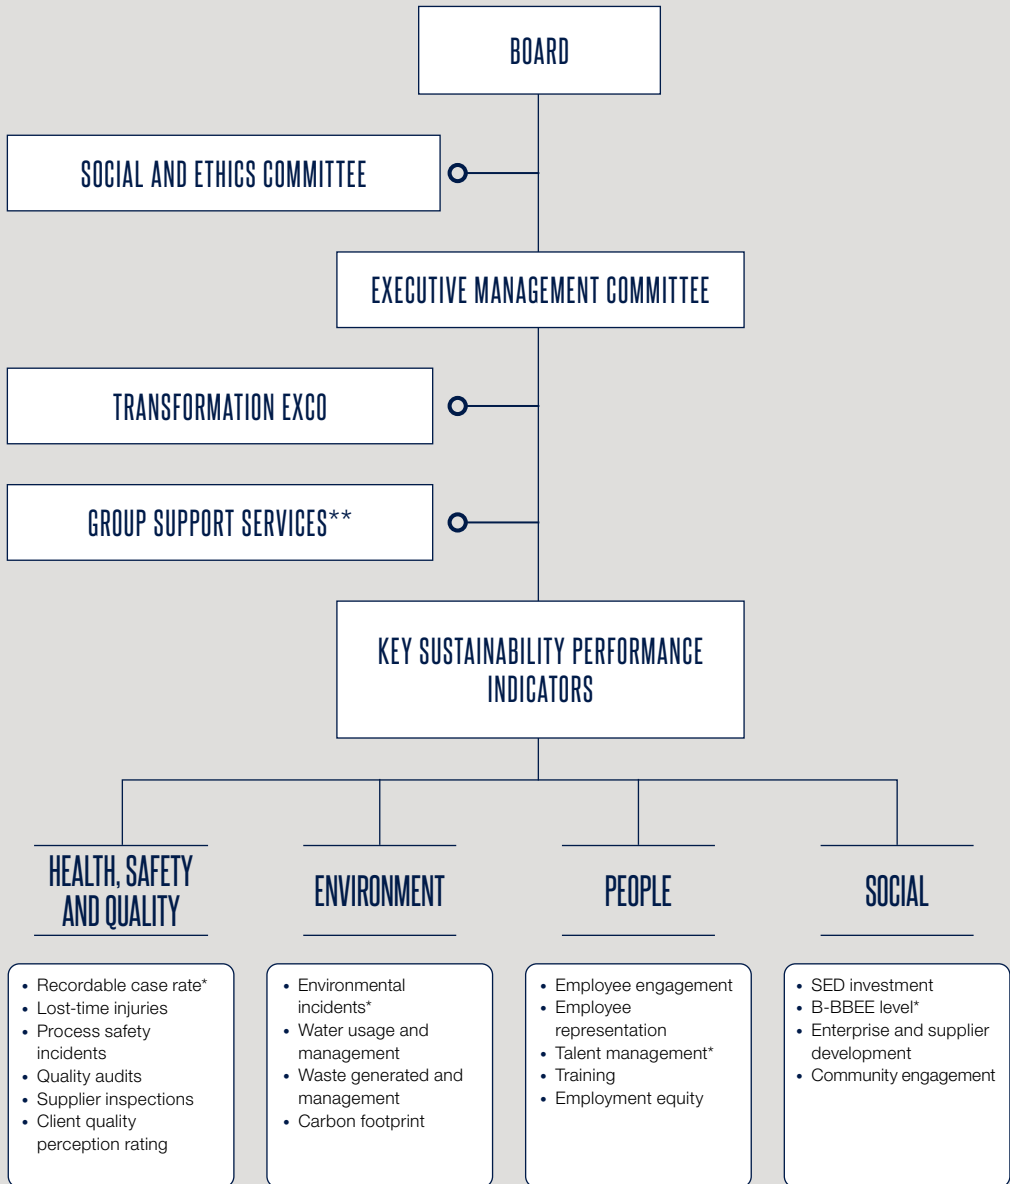 BOARD
SOCIAL AND ETHICS COMMITTEE
EXECUTIVE MANAGEMENT COMMITTEE
TRANSFORMATION EXCO
GROUP SUPPORT SERVICES**
KEY SUSTAINABILITY PERFORMANCE
INDICATORS
HEALTH, SAFETY
AND QUALITY
• Recordable case rate*
• Lost-time injuries
• Process safety
incidents
• Quality audits
• Supplier inspections
• Client quality
perception rating
ENVIRONMENT
• Environmental
incidents*
• Water usage and
management
• Waste generated and
management
• Carbon footprint
PEOPLE
• Employee engagement
• Employee
representation
• Talent management*
• Training
• Employment equity
SOCIAL
• SED investment
• B-BBEE level*
• Enterprise and supplier
development
• Community engagement